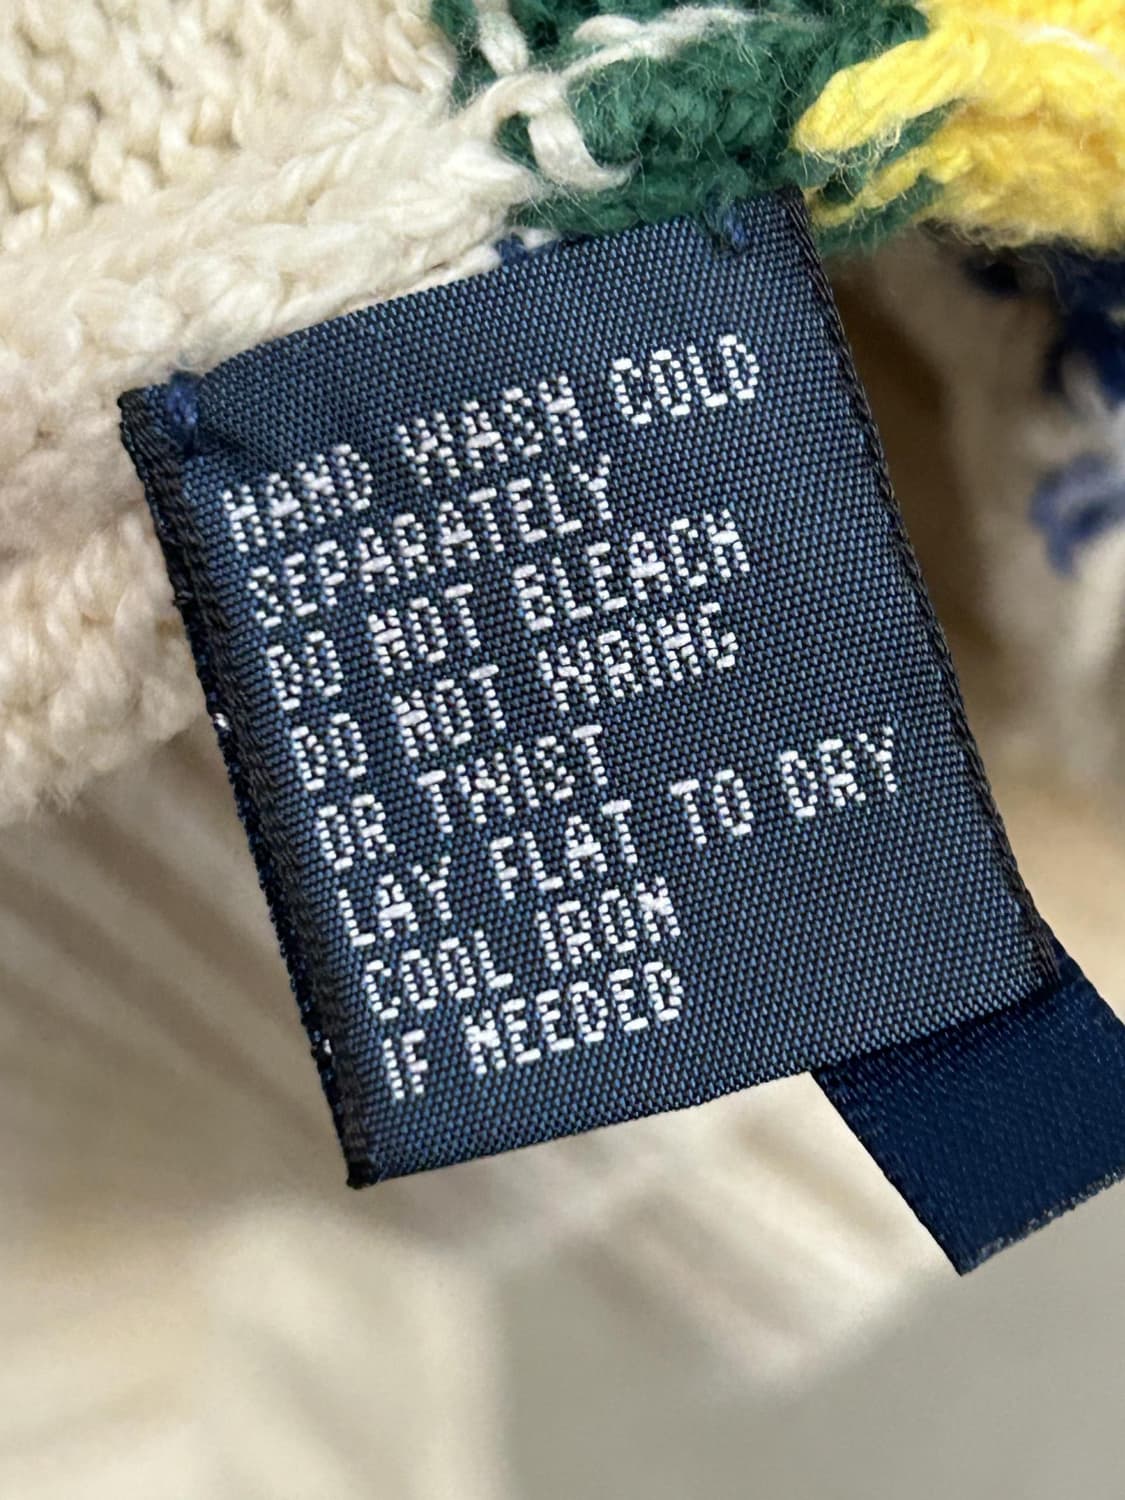 HAND WASH COLD
SEPARATELY
DO NOT BLEACH
DO NOT WRING
OR TWIST
LAY FLAT TO DRY
COOL IRON
IF NEEDED